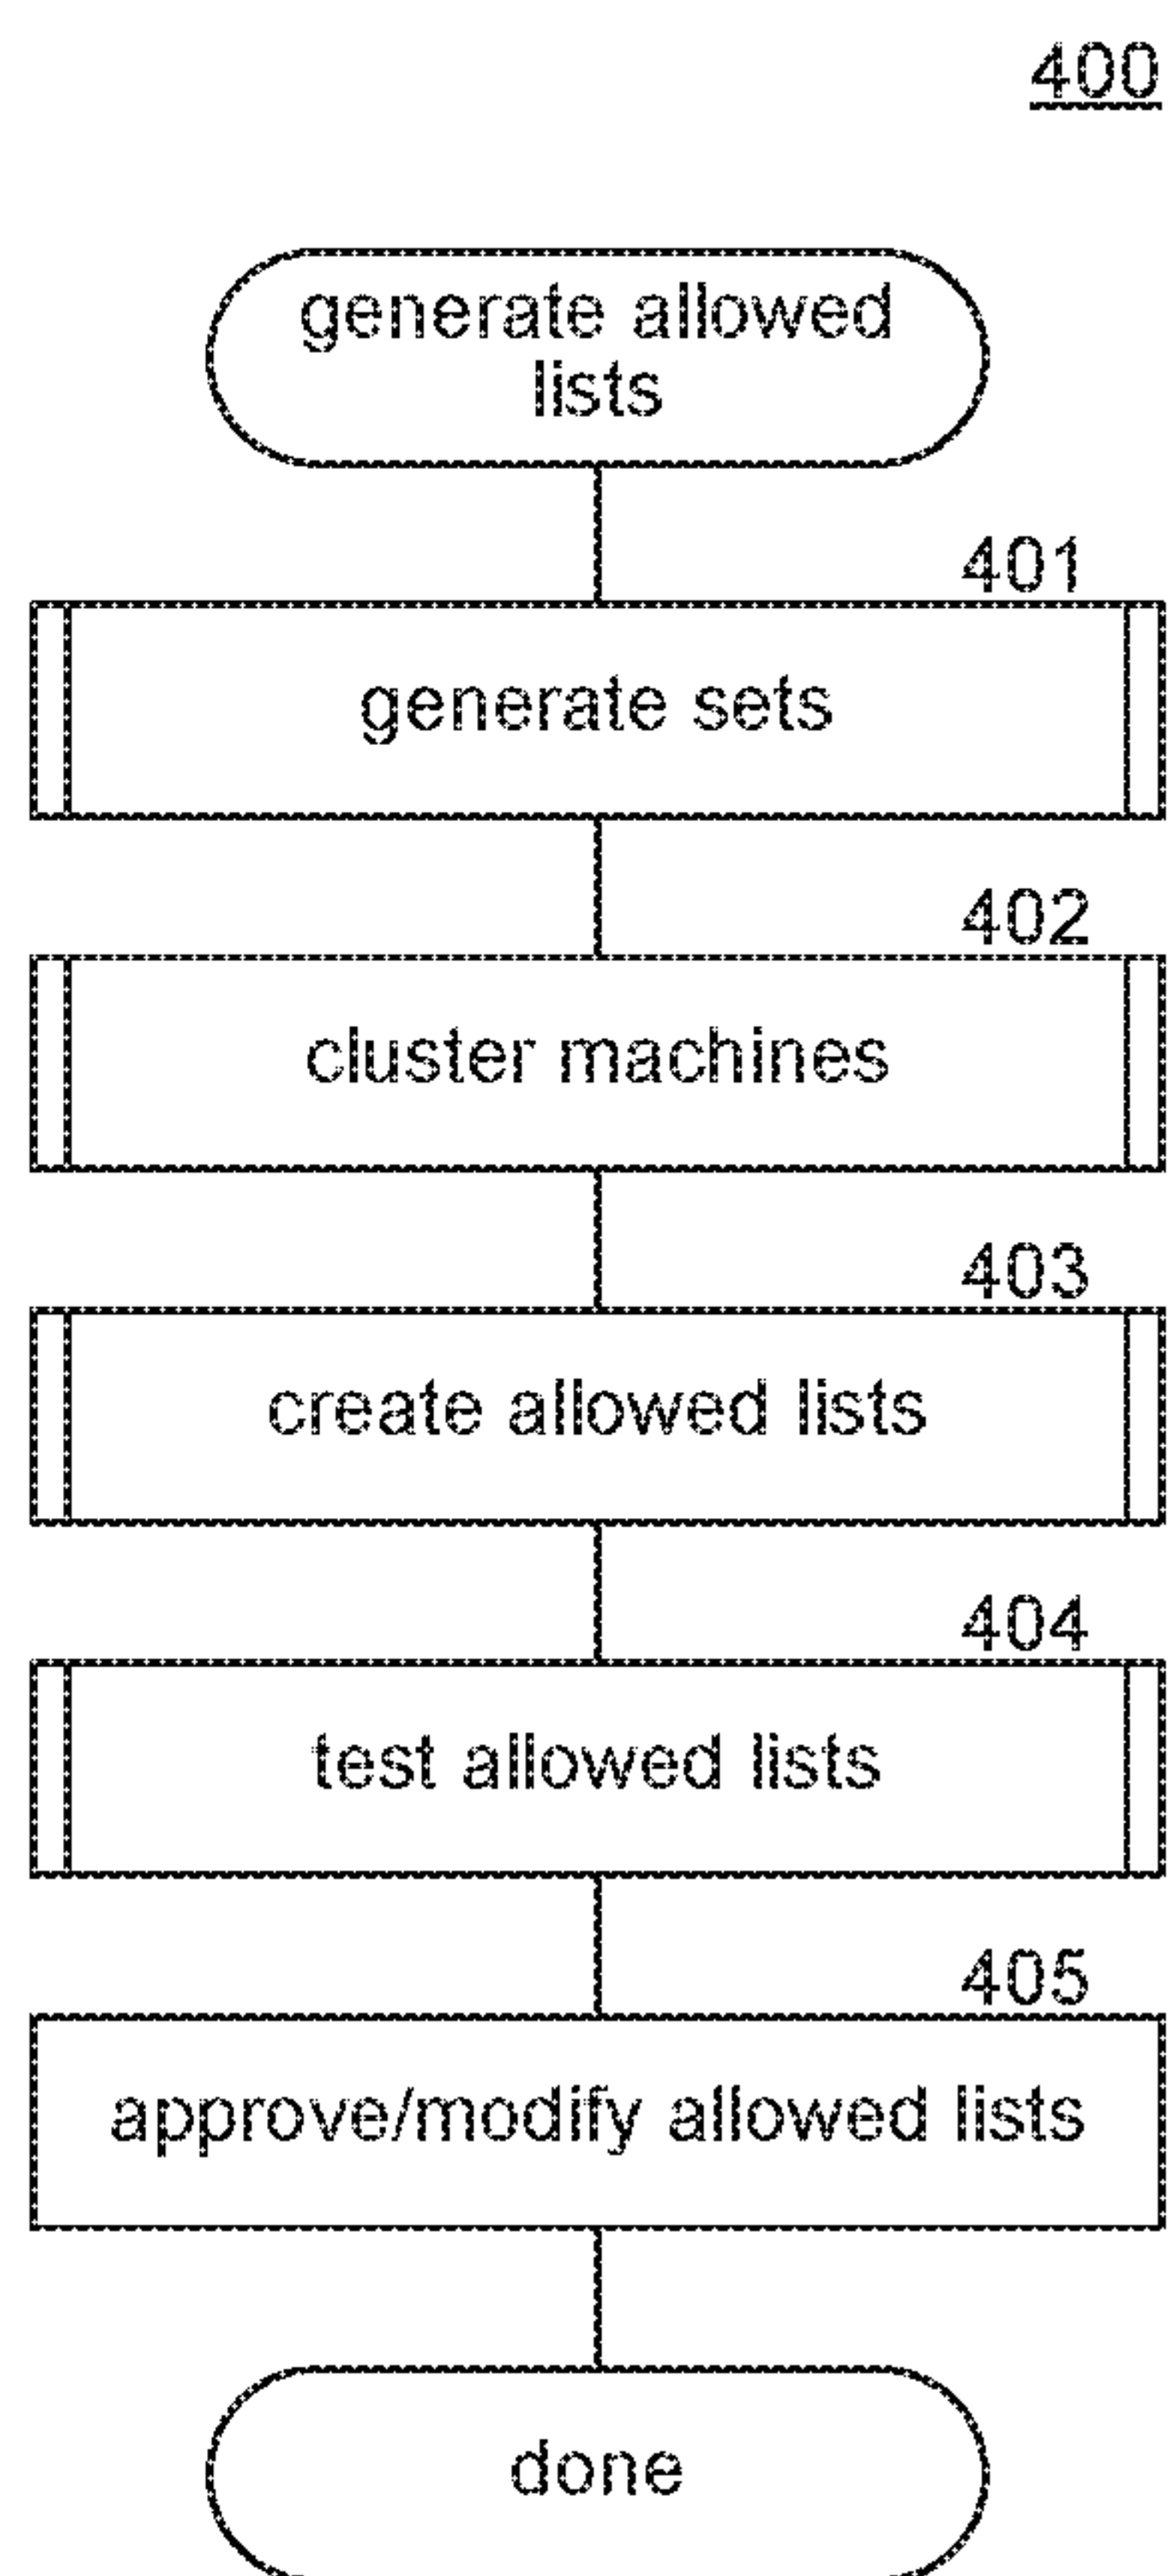 400
generate allowed
lists
401
generate sets
402
cluster machines
403
create allowed lists
404
test allowed lists
405
approve/modify allowed lists
done